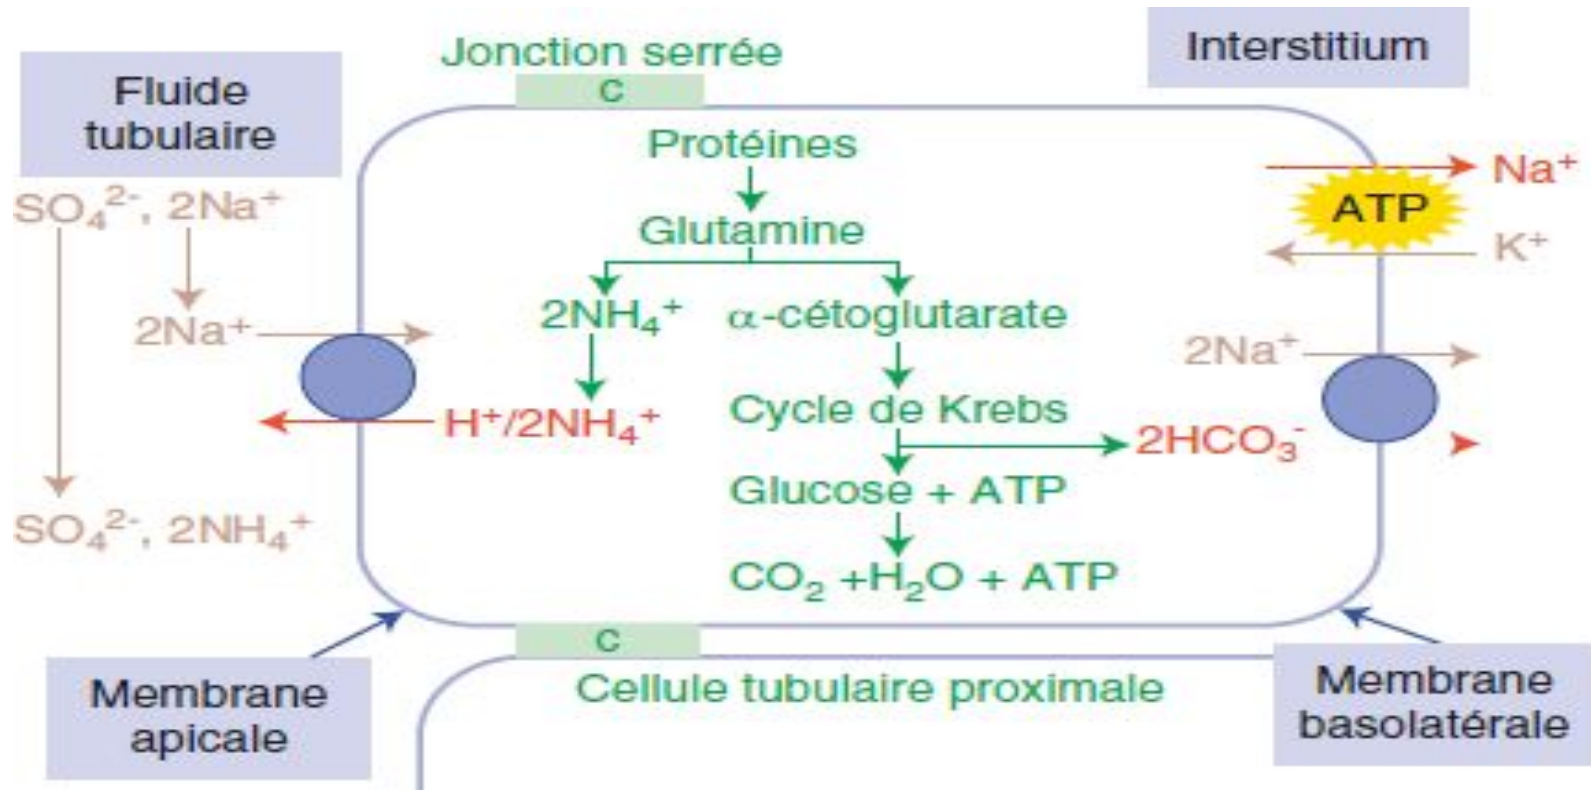 Jonction serrée
C
Interstitium
Fluide
tubulaire
Protéines
SO₄²⁻, 2Na⁺
Na⁺
ATP
Glutamine
K⁺
2Na⁺
2NH₄⁺
α-cétoglutarate
2Na⁺
H⁺/2NH₄⁺
Cycle de Krebs
2HCO₃⁻
Glucose + ATP
SO₄²⁻, 2NH₄⁺
CO₂ +H₂O + ATP
C
Membrane
apicale
Cellule tubulaire proximale
Membrane
basolatérale